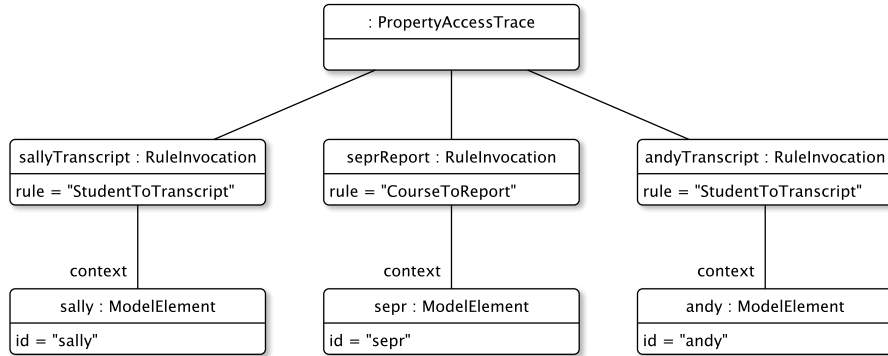 : PropertyAccessTrace
sallyTranscript : RuleInvocation
rule = "StudentToTranscript"
seprReport : RuleInvocation
rule = "CourseToReport"
andyTranscript : RuleInvocation
rule = "StudentToTranscript"
context
context
context
sally : ModelElement
id = "sally"
sepr : ModelElement
id = "sepr"
andy : ModelElement
id = "andy"